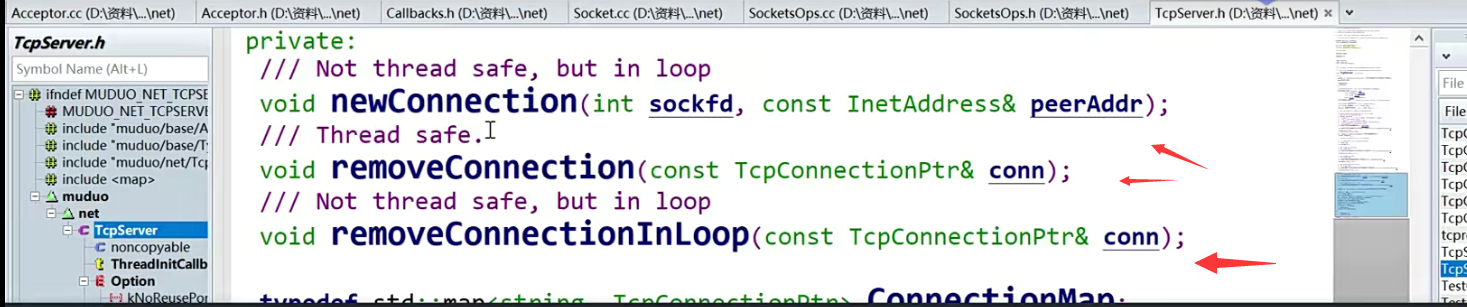 Acceptor.cc (D:\资料\...\net) Acceptor.h (D:\资料\...\net) Callbacks.h (D:\资料\...\net) Socket.cc (D:\资料\...\net) SocketsOps.cc (D:\资料\...\net) SocketsOps.h (D:\资料\...\net) TcpServer.h (D:\资料\...\net)
TcpServer.h
Symbol Name (Alt+L)
ifndef MUDUO_NET_TCPSE
MUDUO_NET_TCPSERVE
include "muduo/base/A
include "muduo/base/Ty
include "muduo/net/Tcp
include <map>
muduo
net
TcpServer
noncopyable
ThreadInitCallb
Option
kNoReusePor
private:
/// Not thread safe, but in loop
void newConnection(int sockfd, const InetAddress& peerAddr);
/// Thread safe.
void removeConnection(const TcpConnectionPtr& conn);
/// Not thread safe, but in loop
void removeConnectionInLoop(const TcpConnectionPtr& conn);
typedef std::map<string, TcpConnectionPtr> ConnectionMap;
File
File
TcpC
TcpC
TcpC
TcpC
TcpC
TcpC
tcpre
TcpS
TcpS
Test